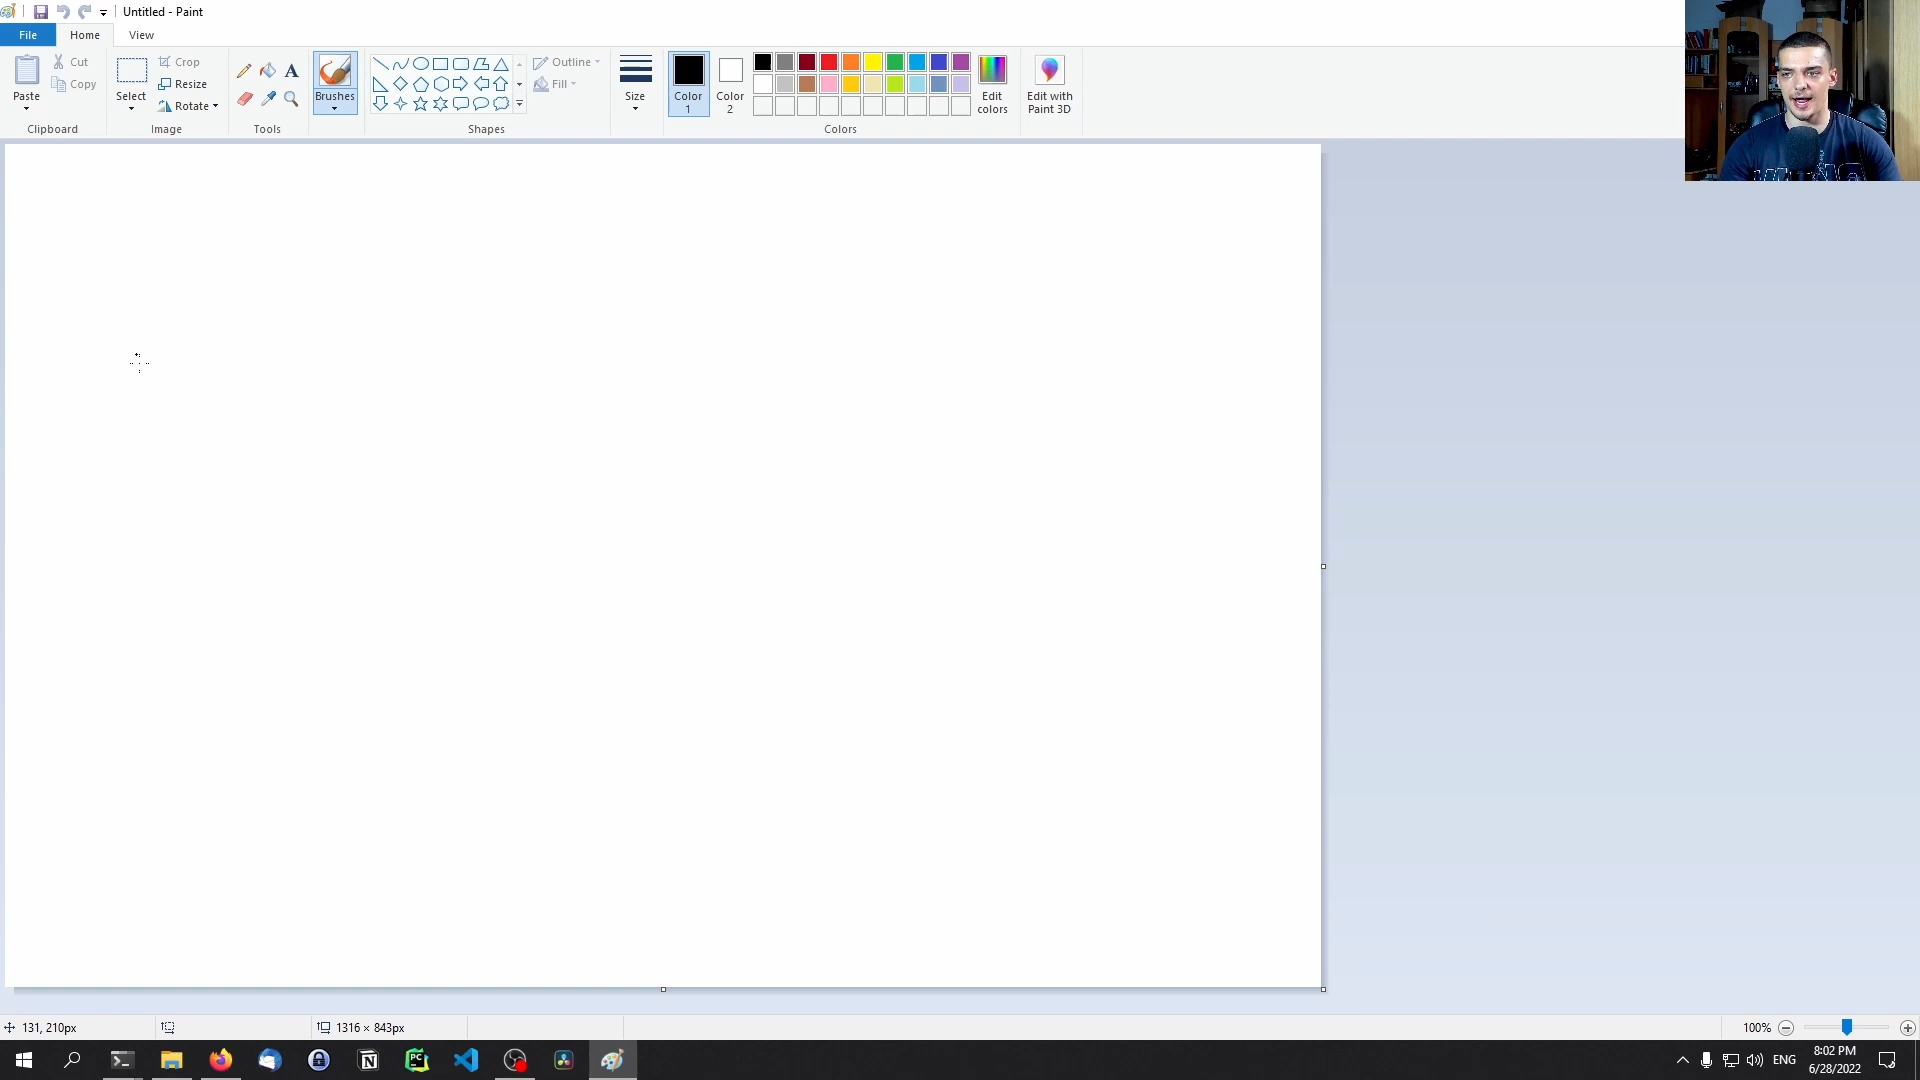 Untitled - Paint
File
Home
View
Paste
Cut
Copy
Clipboard
Select
Crop
Resize
Rotate
Image
A
Tools
Brushes
Outline
Fill
Shapes
Size
Color
1
Color
2
Edit
colors
Colors
Edit with
Paint 3D
131, 210px
1316 × 843px
100%
N
PC
ENG
8:02 PM
6/28/2022